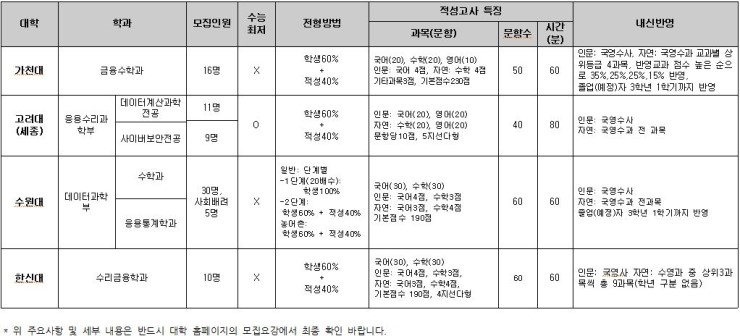 대학 학과 모집인원 수능 최저 전형방법 적성고사 특징 내신반영
과목(문항) 문항수 시간(분)
가천대 금융수학과 16명 X
학생60%
+
적성40%
국어(20), 수학(20), 영어(10)
인문: 국어 4점, 자연: 수학 4점
기타과목3점, 기본점수230점
50 60
인문: 국영수사, 자연: 국영수과 교과별 상
위등급 4과목, 반영교과 점수 높은 순으
로 35%,25%,25%,15% 반영,
졸업(예정)자 3학년 1학기까지 반영
고려대
(세종)
응용수리과
학부
데이터계산과학
전공
11명
사이버보안전공 9명
O
학생60%
+
적성40%
인문: 국어(20), 영어(20)
자연: 수학(20), 영어(20)
문항당10점, 5지선다형
40 80
인문: 국영수사
자연: 국영수과 전 과목
수원대
데이터과학
부
수학과
응용통계학과
30명,
사회배려
5명
X
일반: 단계별
-1단계(20배수):
학생100%
-2단계:
학생60% + 적성40%
농어촌:
학생60% + 적성40%
국어(30), 수학(30)
인문: 국어4점, 수학3점
자연: 국어3점, 수학4점
기본점수 190점
60 60
인문: 국영수사
자연: 국영수과 전과목
졸업(예정)자 3학년 1학기까지 반영
한신대 수리금융학과 10명 X
학생60%
+
적성40%
국어(30), 수학(30)
인문: 국어4점, 수학3점,
자연: 국어3점, 수학4점,
기본점수 190점, 4지선다형
60 60
인문: 국영사 자연: 수영과 중 상위3과
목씩 총 9과목(학년 구분 없음)
* 위 주요사항 및 세부 내용은 반드시 대학 홈페이지의 모집요강에서 최종 확인 바랍니다.